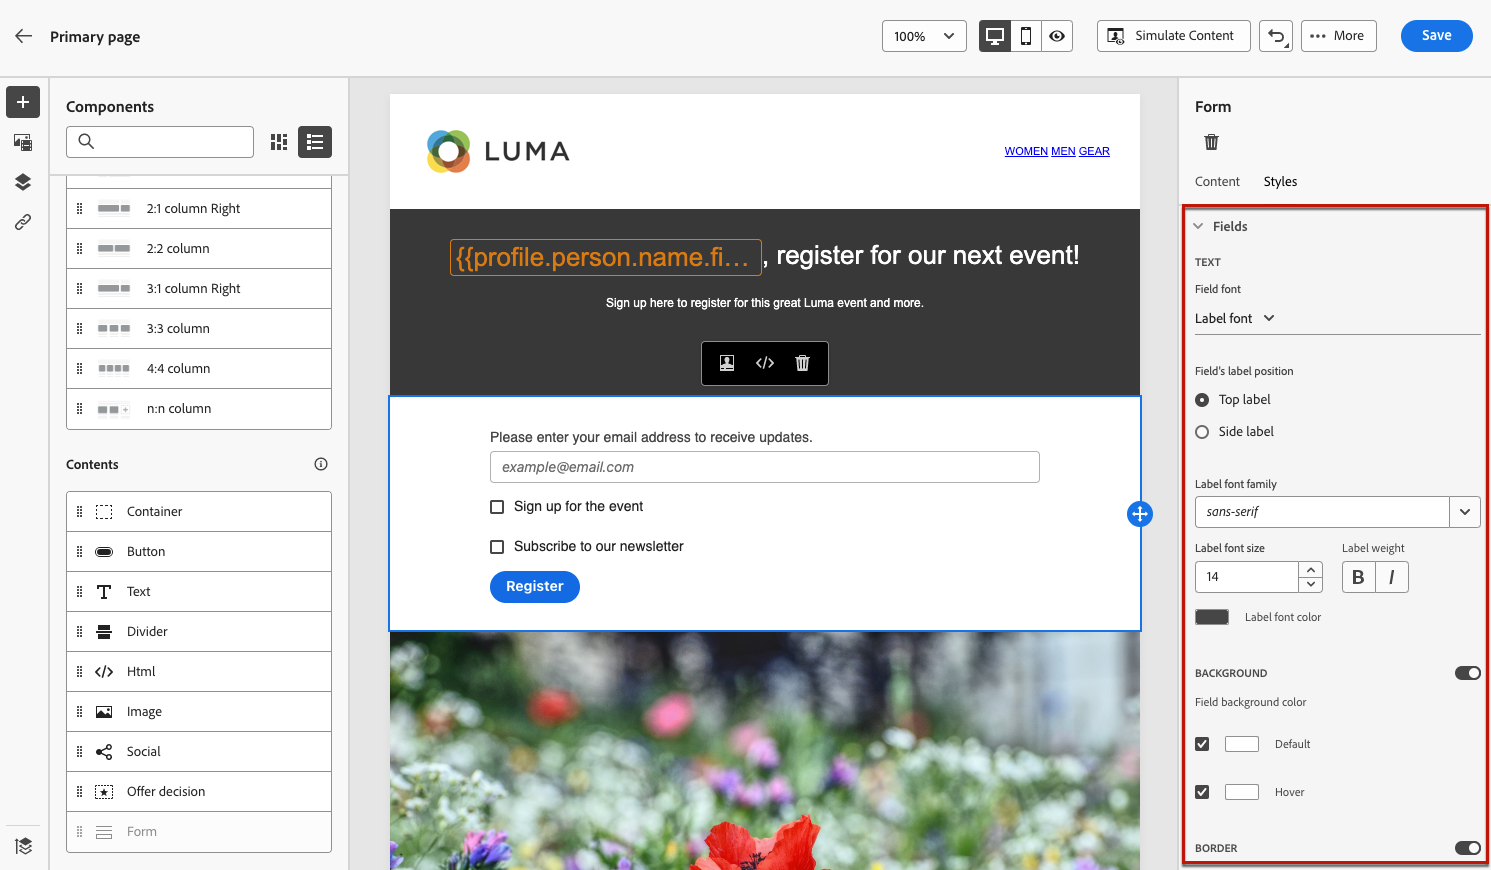 Primary page
100%
Simulate Content
More
Save
Components
2:1 column Right
2:2 column
3:1 column Right
3:3 column
4:4 column
n:n column
Contents
Container
Button
Text
Divider
Html
Image
Social
Offer decision
Form
LUMA
WOMEN MEN GEAR
{{profile.person.name.fi... , register for our next event!
Sign up here to register for this great Luma event and more.
Please enter your email address to receive updates.
example@email.com
Sign up for the event
Subscribe to our newsletter
Register
Form
Content Styles
Fields
TEXT
Field font
Label font
Field's label position
Top label
Side label
Label font family
sans-serif
Label font size Label weight
14 B I
Label font color
BACKGROUND
Field background color
Default
Hover
BORDER